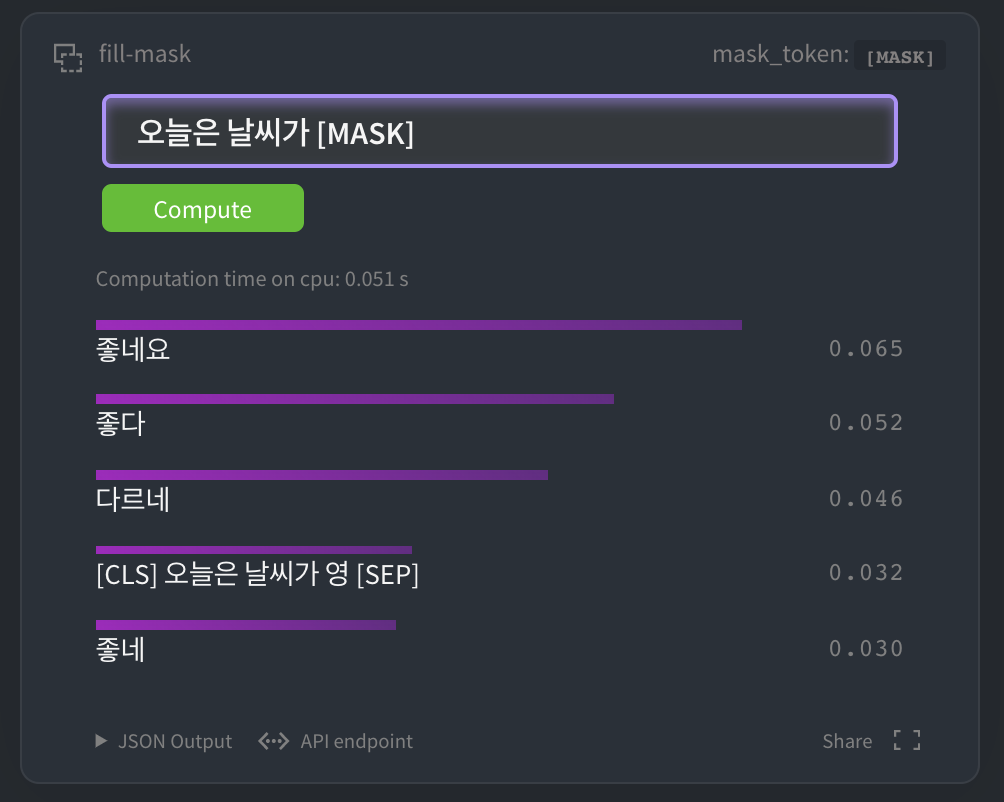 fill-mask
mask_token: [MASK]
오늘은 날씨가 [MASK]
Compute
Computation time on cpu: 0.051 s
좋네요 0.065
좋다 0.052
다르네 0.046
[CLS] 오늘은 날씨가 영 [SEP] 0.032
좋네 0.030
JSON Output API endpoint Share